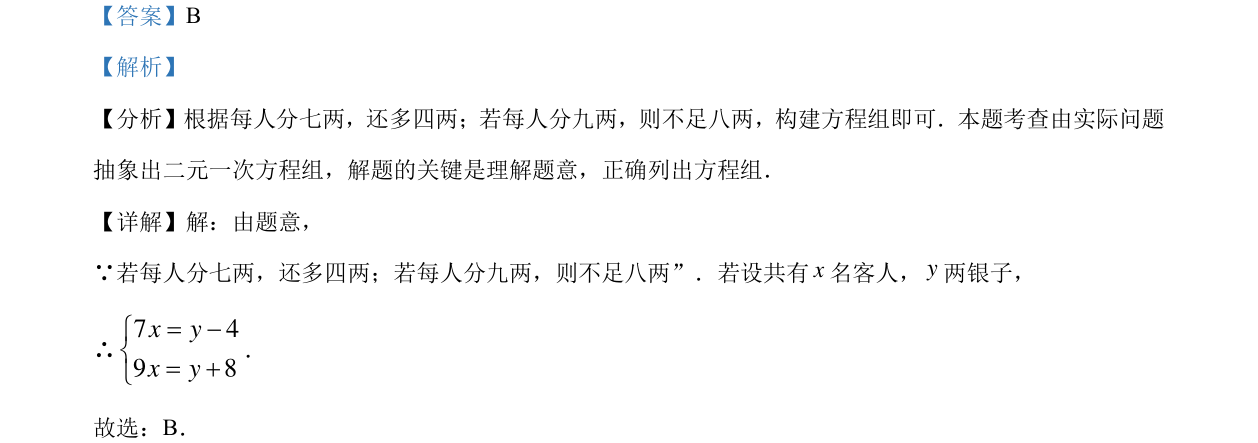 【答案】B
【解析】
【分析】根据每人分七两，还多四两；若每人分九两，则不足八两，构建方程组即可．本题考查由实际问题
抽象出二元一次方程组，解题的关键是理解题意，正确列出方程组．
【详解】解：由题意，
∵若每人分七两，还多四两；若每人分九两，则不足八两”．若设共有 x 名客人， y 两银子，
∴ {7x = y − 4
9x = y + 8 ．
故选：B．